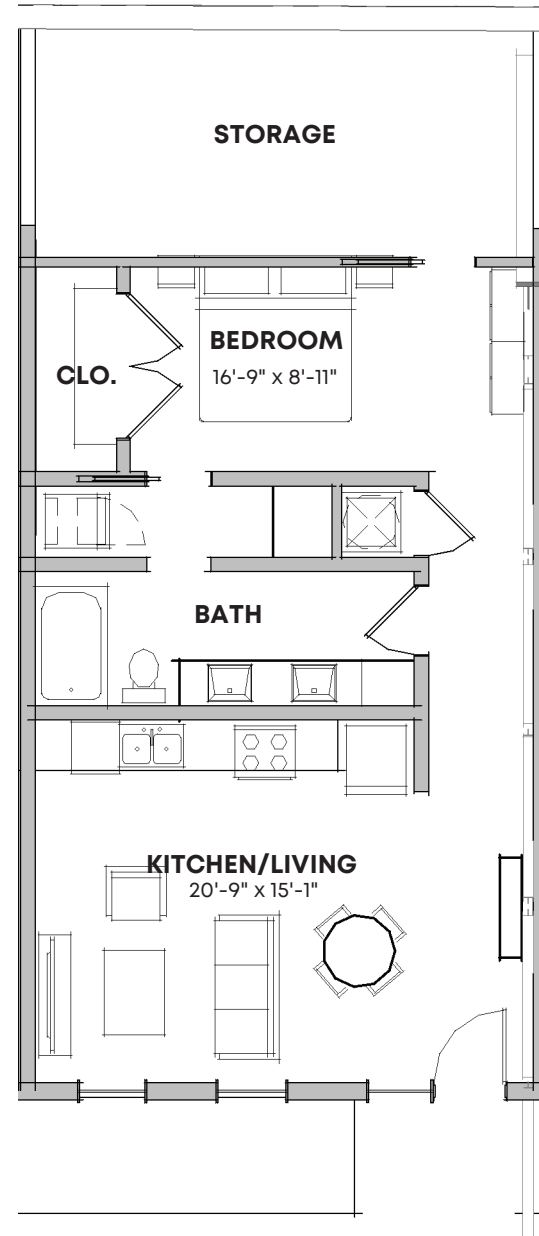 STORAGE
BEDROOM
16'-9" x 8'-11"
CLO.
BATH
KITCHEN/LIVING
20'-9" x 15'-1"